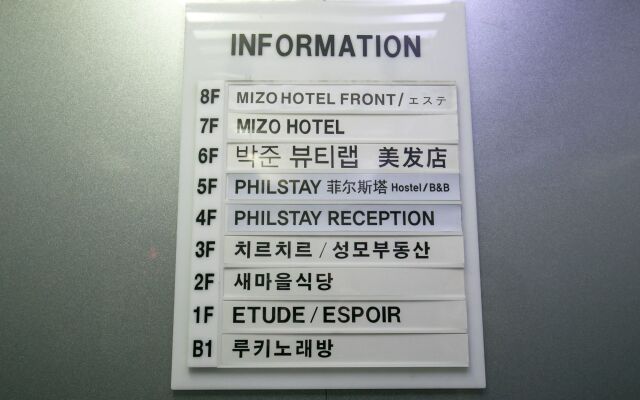 INFORMATION
8F MIZO HOTEL FRONT / エステ
7F MIZO HOTEL
6F 박준 뷰티랩 美发店
5F PHILSTAY 菲尔斯塔 Hostel/B&B
4F PHILSTAY RECEPTION
3F 치르치르 / 성모부동산
2F 새마을식당
1F ETUDE / ESPOIR
B1 루키노래방